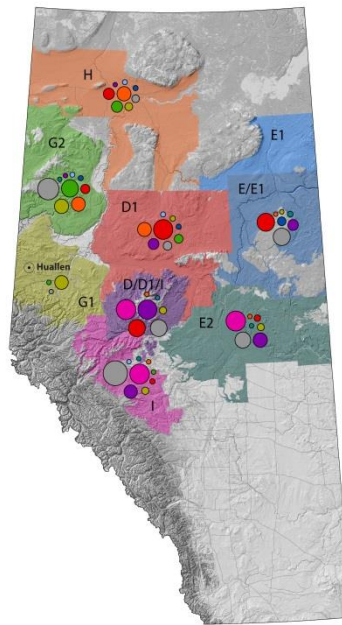 H
E1
G2
E/E1
D1
Huallen
D/D1/I
G1
E2
I